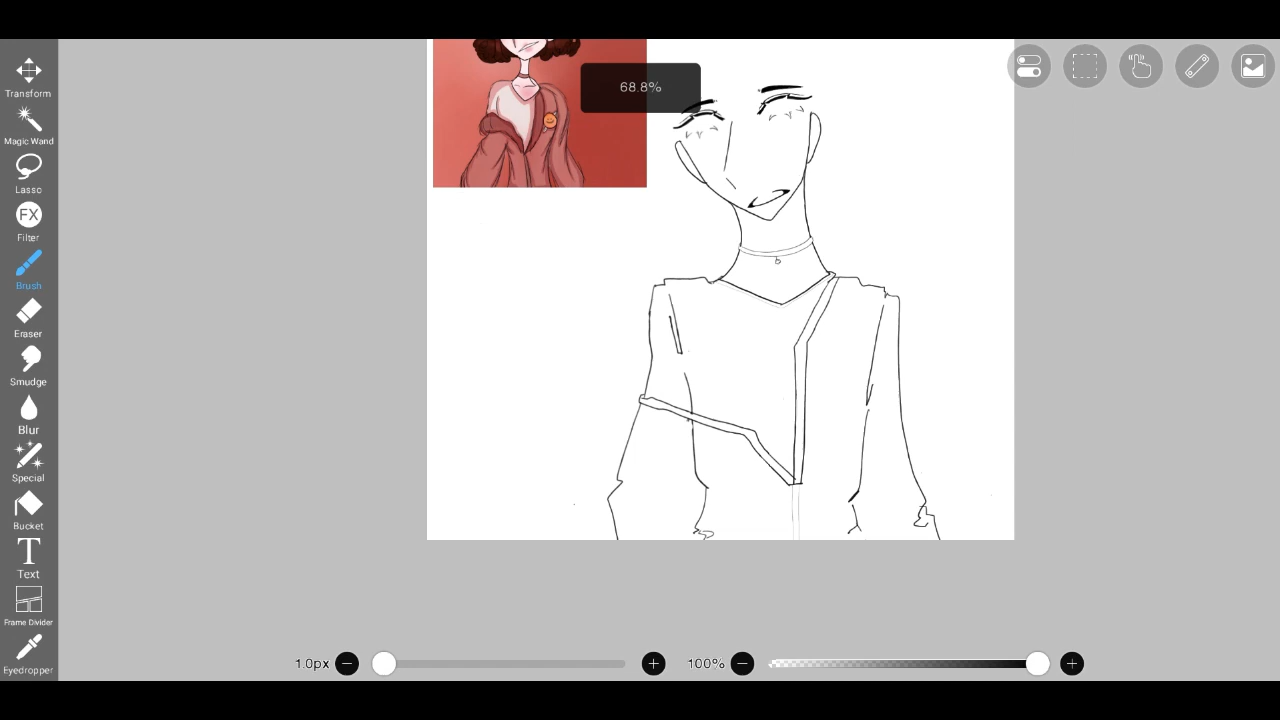 Transform
Magic Wand
Lasso
FX
Filter
Brush
Eraser
Smudge
Blur
Special
Bucket
T
Text
Frame Divider
Eyedropper
68.8%
1.0px
100%